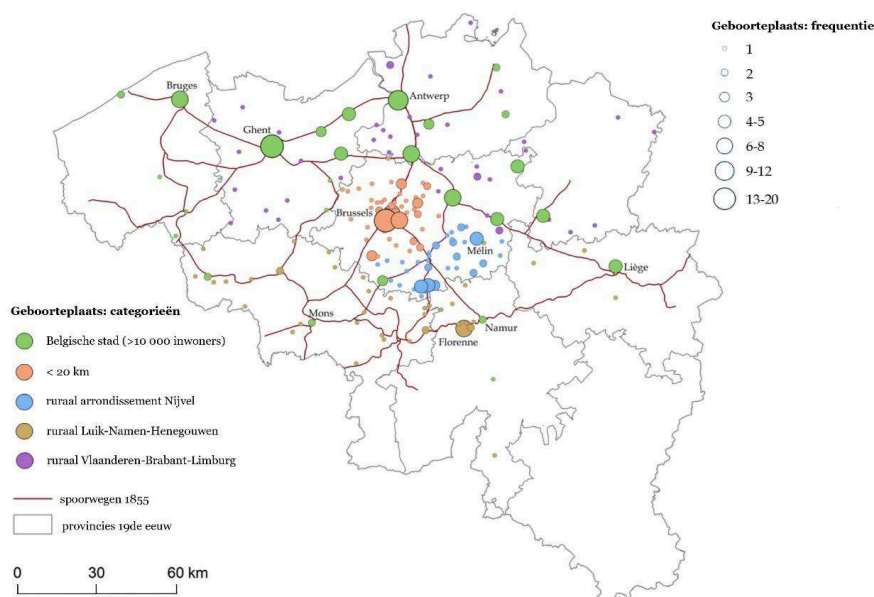 Geboorteplaats: frequentie
1
2
3
4-5
6-8
9-12
13-20
Bruges
Antwerp
Ghent
Brussels
Mélin
Liège
Mons
Namur
Florenne
Geboorteplaats: categorieën
Belgische stad (>10 000 inwoners)
< 20 km
ruraal arrondissement Nijvel
ruraal Luik-Namen-Henegouwen
ruraal Vlaanderen-Brabant-Limburg
spoorwegen 1855
provincies 19de eeuw
0 30 60 km